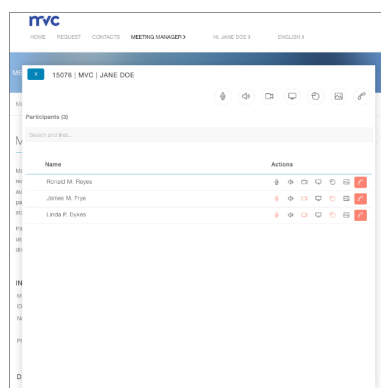 mvc
HOME REQUEST CONTACTS MEETING MANAGER > HI, JANE DOE > ENGLISH >
x 15076 | MVC | JANE DOE
Participants (3)
Search and find...
Name Actions
Ronald M. Reyes
James M. Frye
Linda P. Dykes